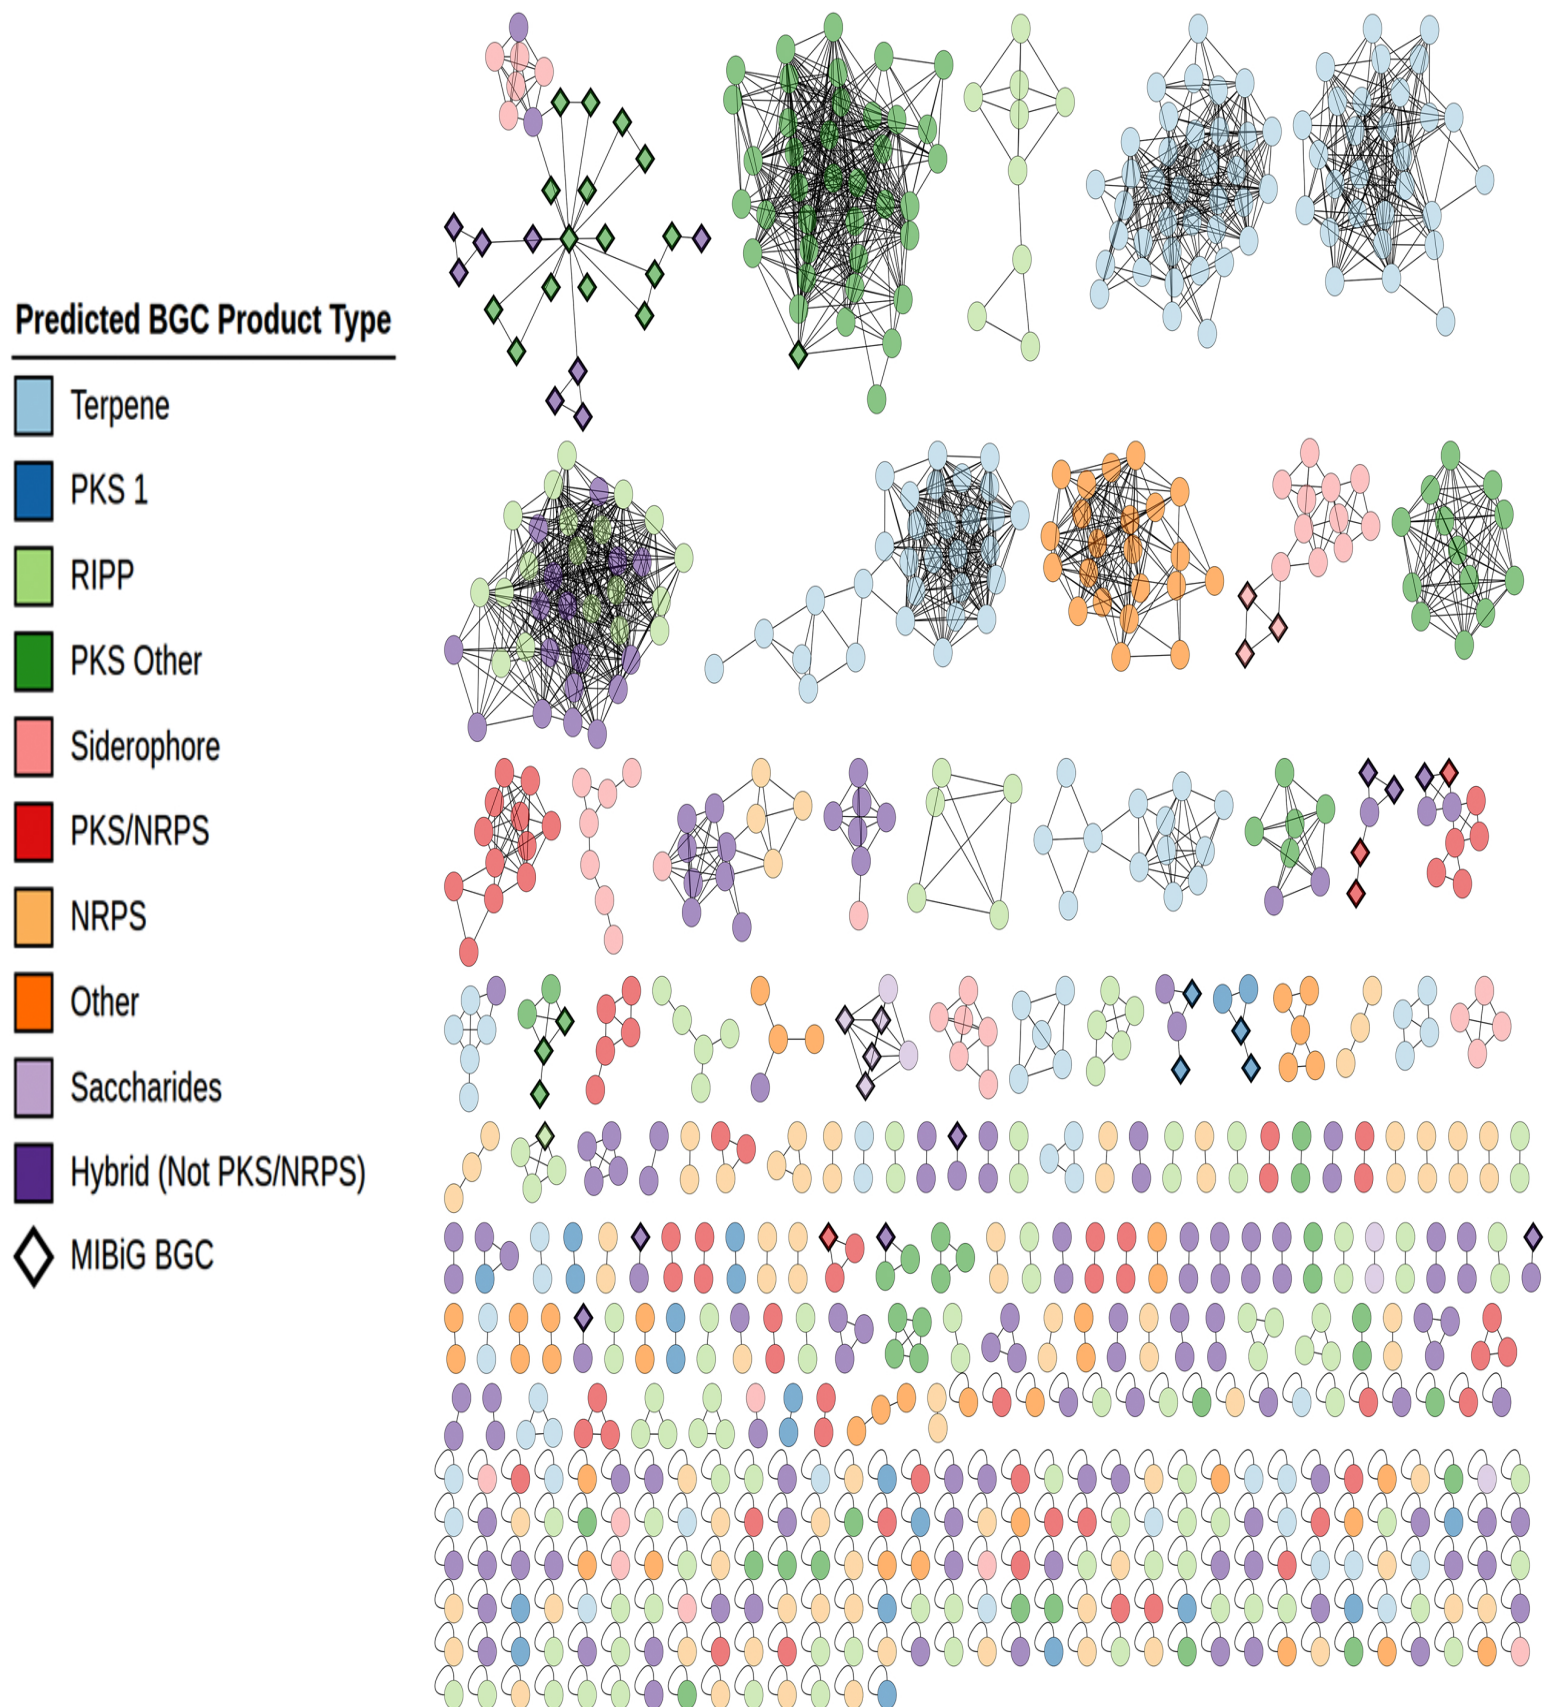 Predicted BGC Product Type
Terpene
PKS 1
RIPP
PKS Other
Siderophore
PKS/NRPS
NRPS
Other
Saccharides
Hybrid (Not PKS/NRPS)
MIBiG BGC